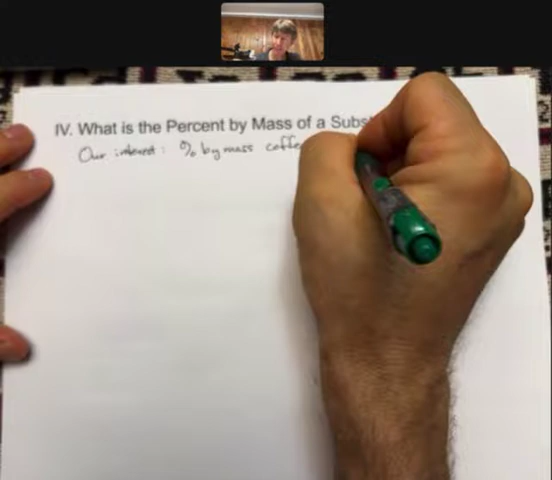 IV. What is the Percent by Mass of a Subs
Our interest: % by mass coffe